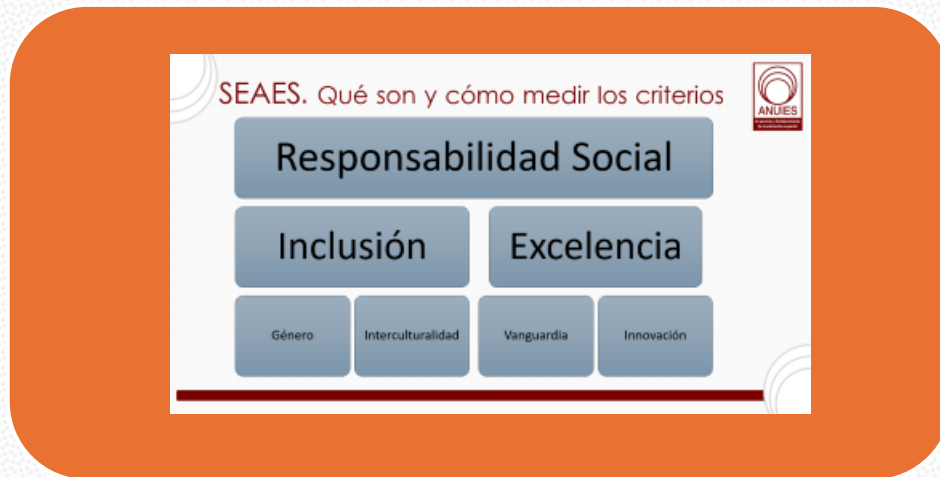 SEAES. Qué son y cómo medir los criterios
ANUIES
Responsabilidad Social
Inclusión
Excelencia
Género
Interculturalidad
Vanguardia
Innovación